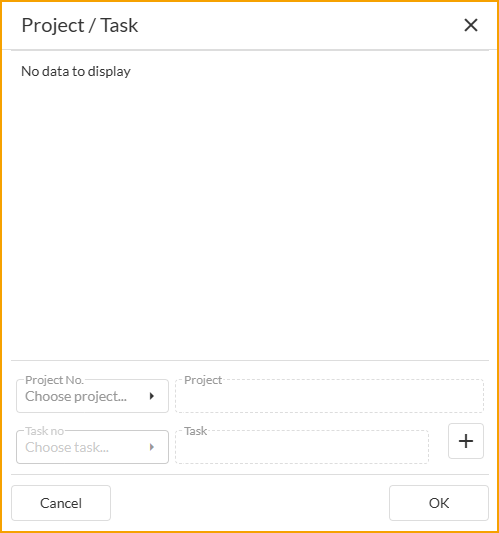 Project / Task
No data to display
Project No.
Choose project...
Project
Task no
Choose task...
Task
Cancel
OK